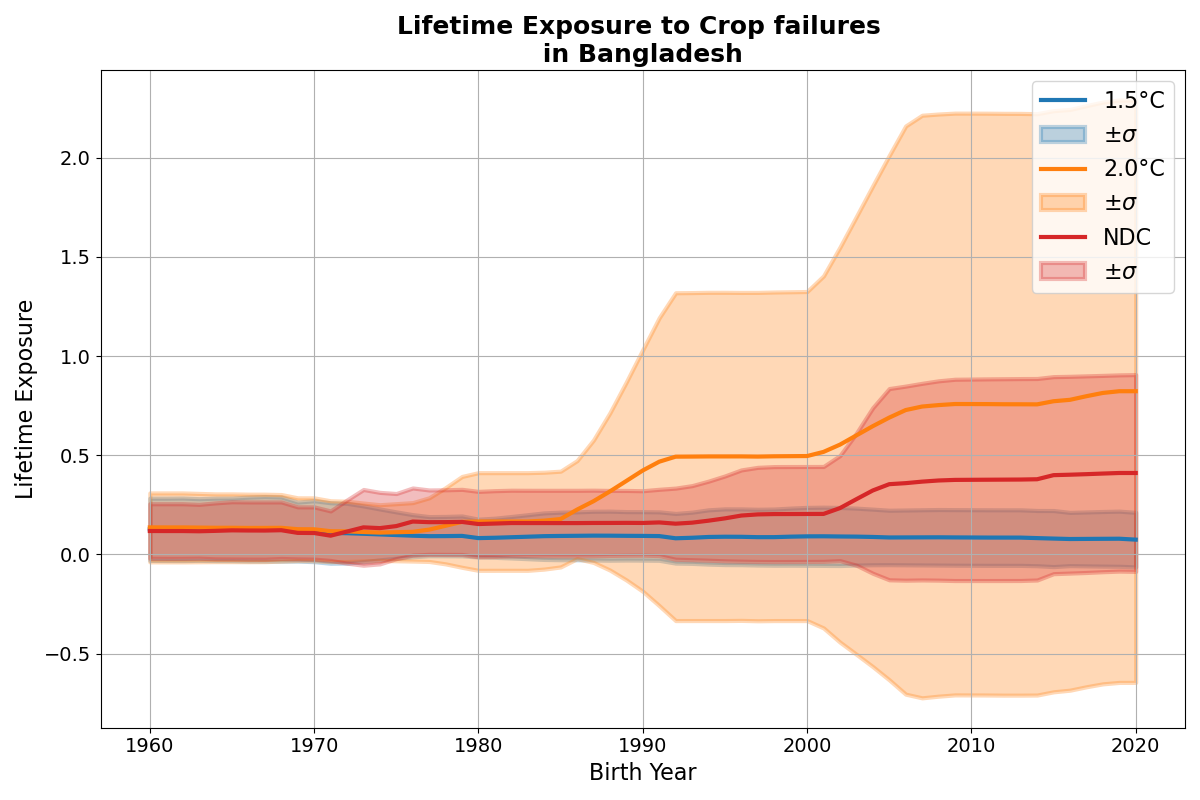 Lifetime Exposure to Crop failures
in Bangladesh
1.5°C
±σ
2.0°C
±σ
NDC
±σ
Lifetime Exposure
2.0
1.5
1.0
0.5
0.0
−0.5
1960
1970
1980
1990
2000
2010
2020
Birth Year